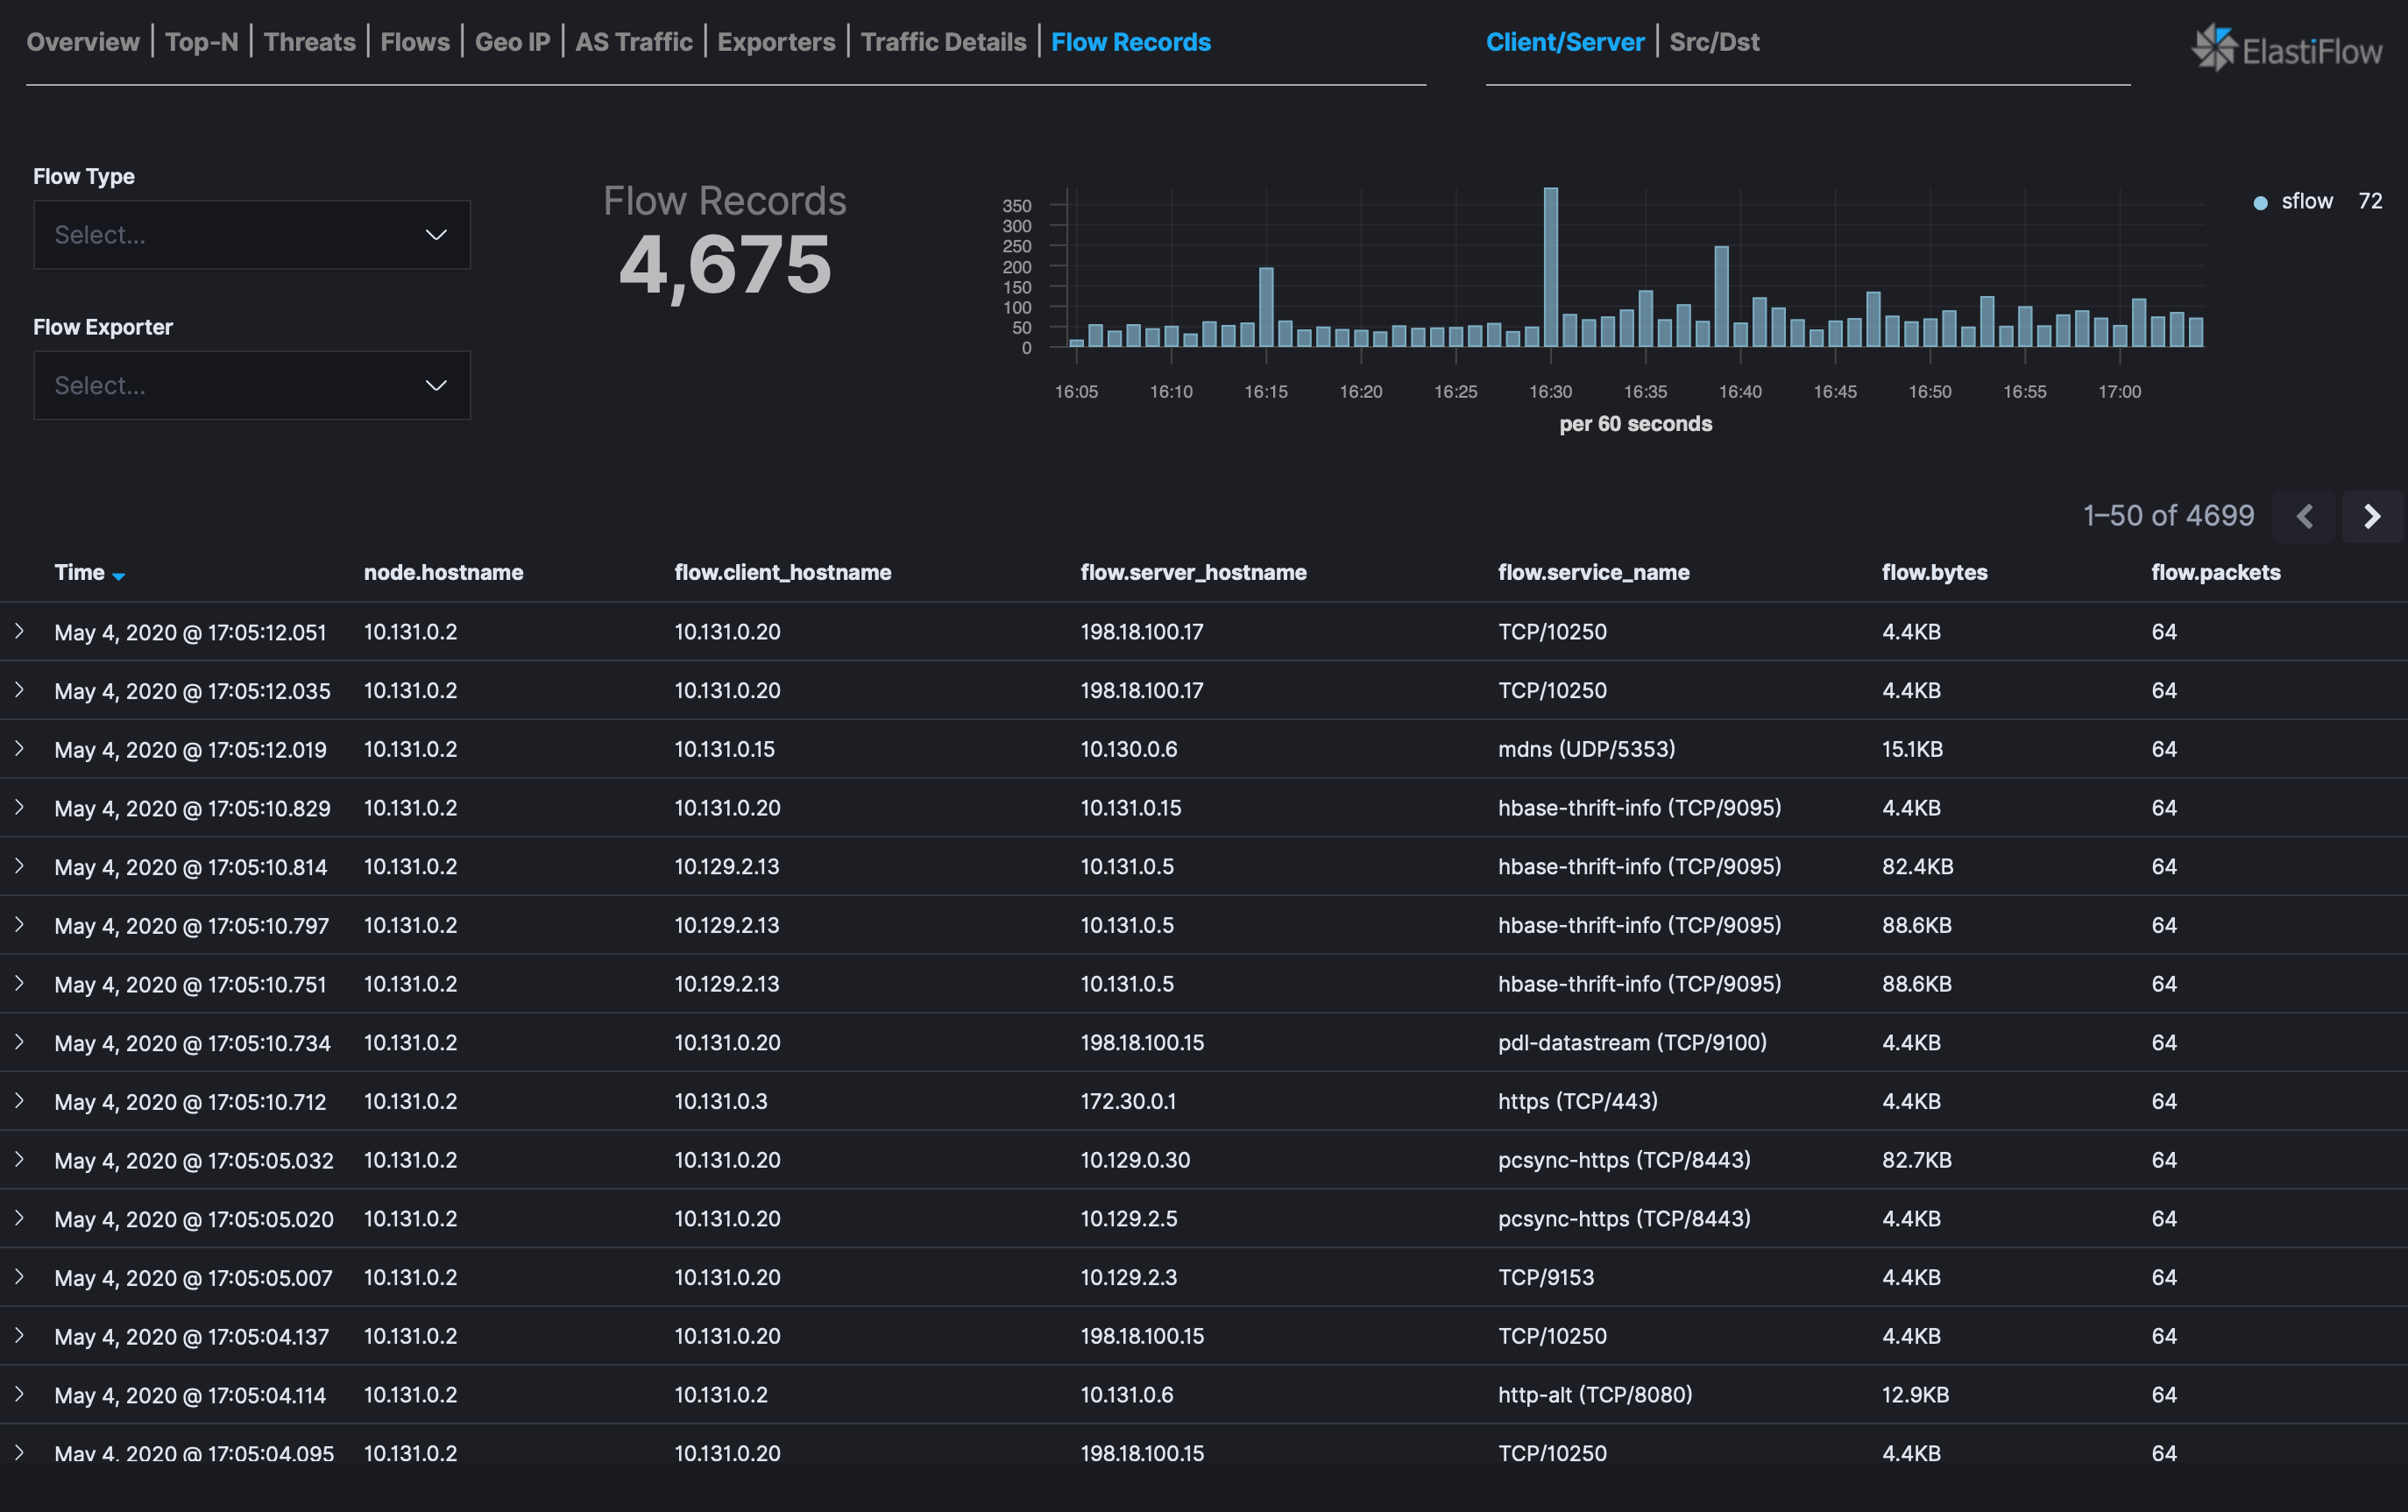 Overview | Top-N | Threats | Flows | Geo IP | AS Traffic | Exporters | Traffic Details | Flow Records
Client/Server | Src/Dst
ElastiFlow
Flow Type
Select...
Flow Exporter
Select...
Flow Records
4,675
350
300
250
200
150
100
50
0
16:05 16:10 16:15 16:20 16:25 16:30 16:35 16:40 16:45 16:50 16:55 17:00
per 60 seconds
sflow 72
1–50 of 4699
Time node.hostname flow.client_hostname flow.server_hostname flow.service_name flow.bytes flow.packets
May 4, 2020 @ 17:05:12.051 10.131.0.2 10.131.0.20 198.18.100.17 TCP/10250 4.4KB 64
May 4, 2020 @ 17:05:12.035 10.131.0.2 10.131.0.20 198.18.100.17 TCP/10250 4.4KB 64
May 4, 2020 @ 17:05:12.019 10.131.0.2 10.131.0.15 10.130.0.6 mdns (UDP/5353) 15.1KB 64
May 4, 2020 @ 17:05:10.829 10.131.0.2 10.131.0.20 10.131.0.15 hbase-thrift-info (TCP/9095) 4.4KB 64
May 4, 2020 @ 17:05:10.814 10.131.0.2 10.129.2.13 10.131.0.5 hbase-thrift-info (TCP/9095) 82.4KB 64
May 4, 2020 @ 17:05:10.797 10.131.0.2 10.129.2.13 10.131.0.5 hbase-thrift-info (TCP/9095) 88.6KB 64
May 4, 2020 @ 17:05:10.751 10.131.0.2 10.129.2.13 10.131.0.5 hbase-thrift-info (TCP/9095) 88.6KB 64
May 4, 2020 @ 17:05:10.734 10.131.0.2 10.131.0.20 198.18.100.15 pdl-datastream (TCP/9100) 4.4KB 64
May 4, 2020 @ 17:05:10.712 10.131.0.2 10.131.0.3 172.30.0.1 https (TCP/443) 4.4KB 64
May 4, 2020 @ 17:05:05.032 10.131.0.2 10.131.0.20 10.129.0.30 pcsync-https (TCP/8443) 82.7KB 64
May 4, 2020 @ 17:05:05.020 10.131.0.2 10.131.0.20 10.129.2.5 pcsync-https (TCP/8443) 4.4KB 64
May 4, 2020 @ 17:05:05.007 10.131.0.2 10.131.0.20 10.129.2.3 TCP/9153 4.4KB 64
May 4, 2020 @ 17:05:04.137 10.131.0.2 10.131.0.20 198.18.100.15 TCP/10250 4.4KB 64
May 4, 2020 @ 17:05:04.114 10.131.0.2 10.131.0.2 10.131.0.6 http-alt (TCP/8080) 12.9KB 64
May 4, 2020 @ 17:05:04.095 10.131.0.2 10.131.0.20 198.18.100.15 TCP/10250 4.4KB 64